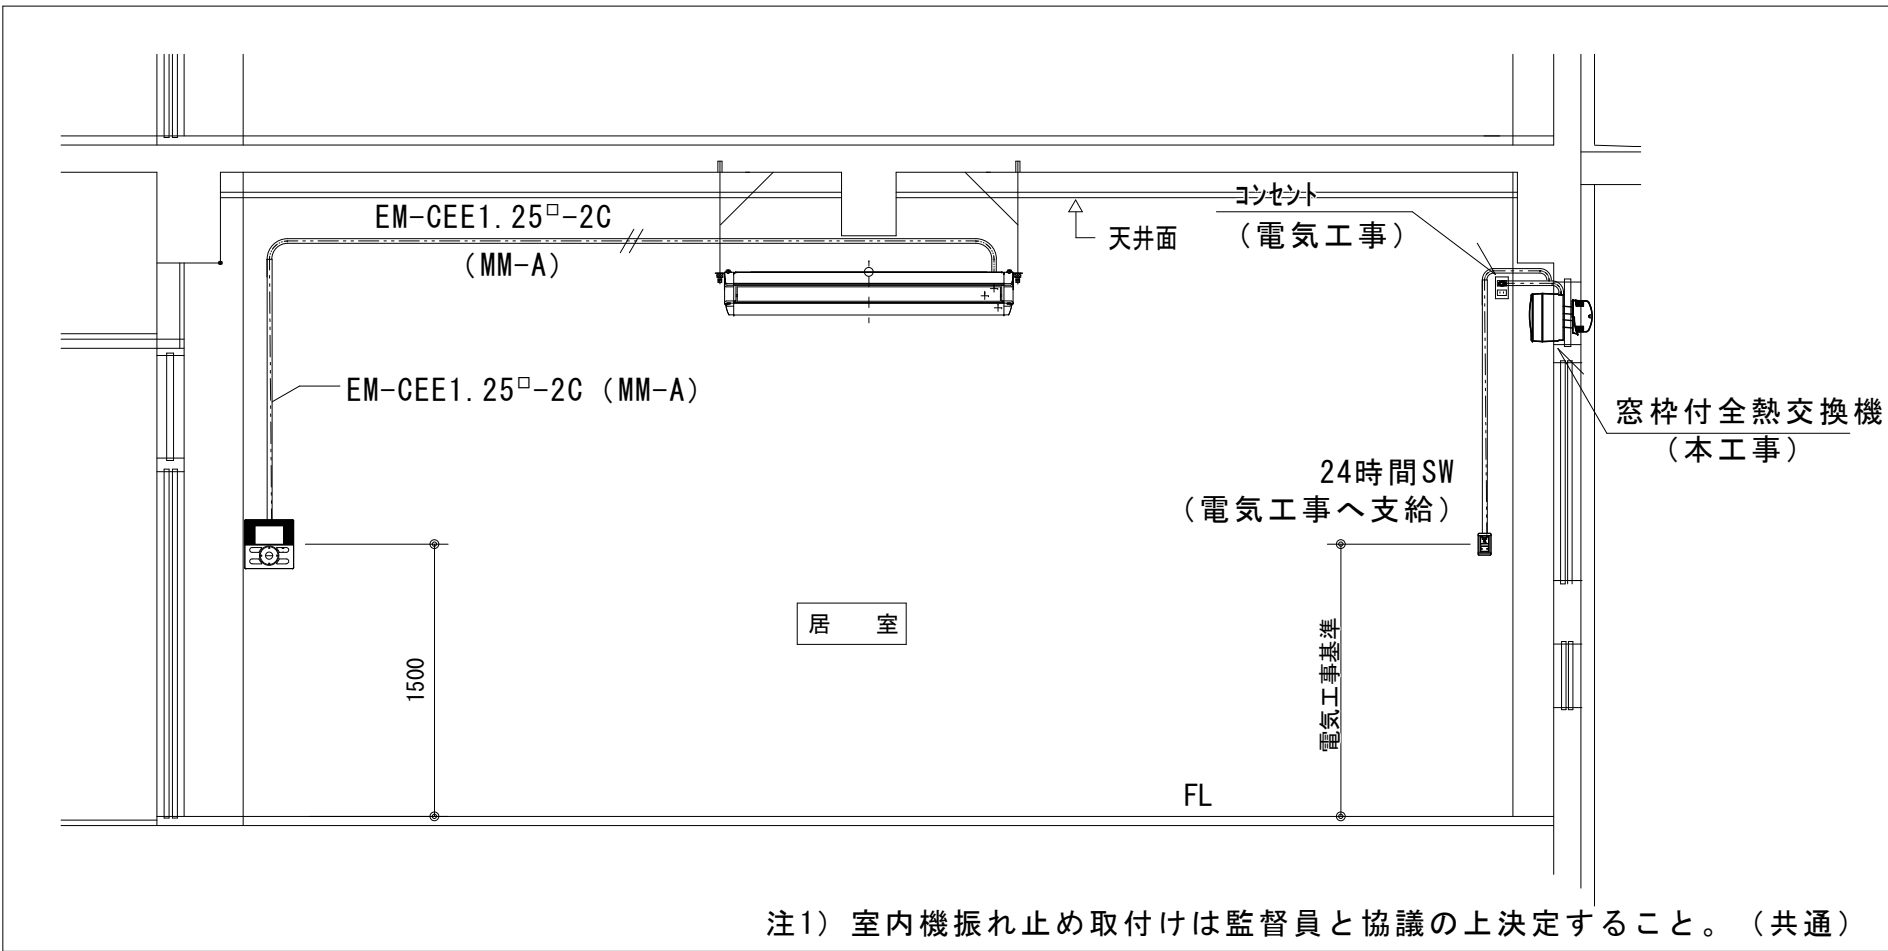 EM-CEE1.25□-2C
(MM-A)
コンセント
(電気工事)
天井面
EM-CEE1.25□-2C (MM-A)
窓枠付全熱交換機
(本工事)
24時間SW
(電気工事へ支給)
居　室
1500
電気工事基準
FL
注1) 室内機振れ止め取付けは監督員と協議の上決定すること。(共通)